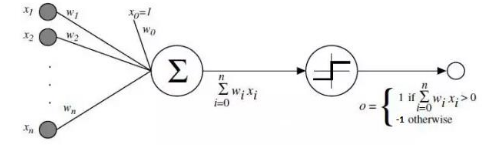 x₁ w₁
x₂ w₂
x₀=1
w₀
.
.
.
wₙ
xₙ
Σ
n
Σ wᵢ xᵢ
i=0
o = { 1 if Σ wᵢ xᵢ > 0
n
i=0
-1 otherwise